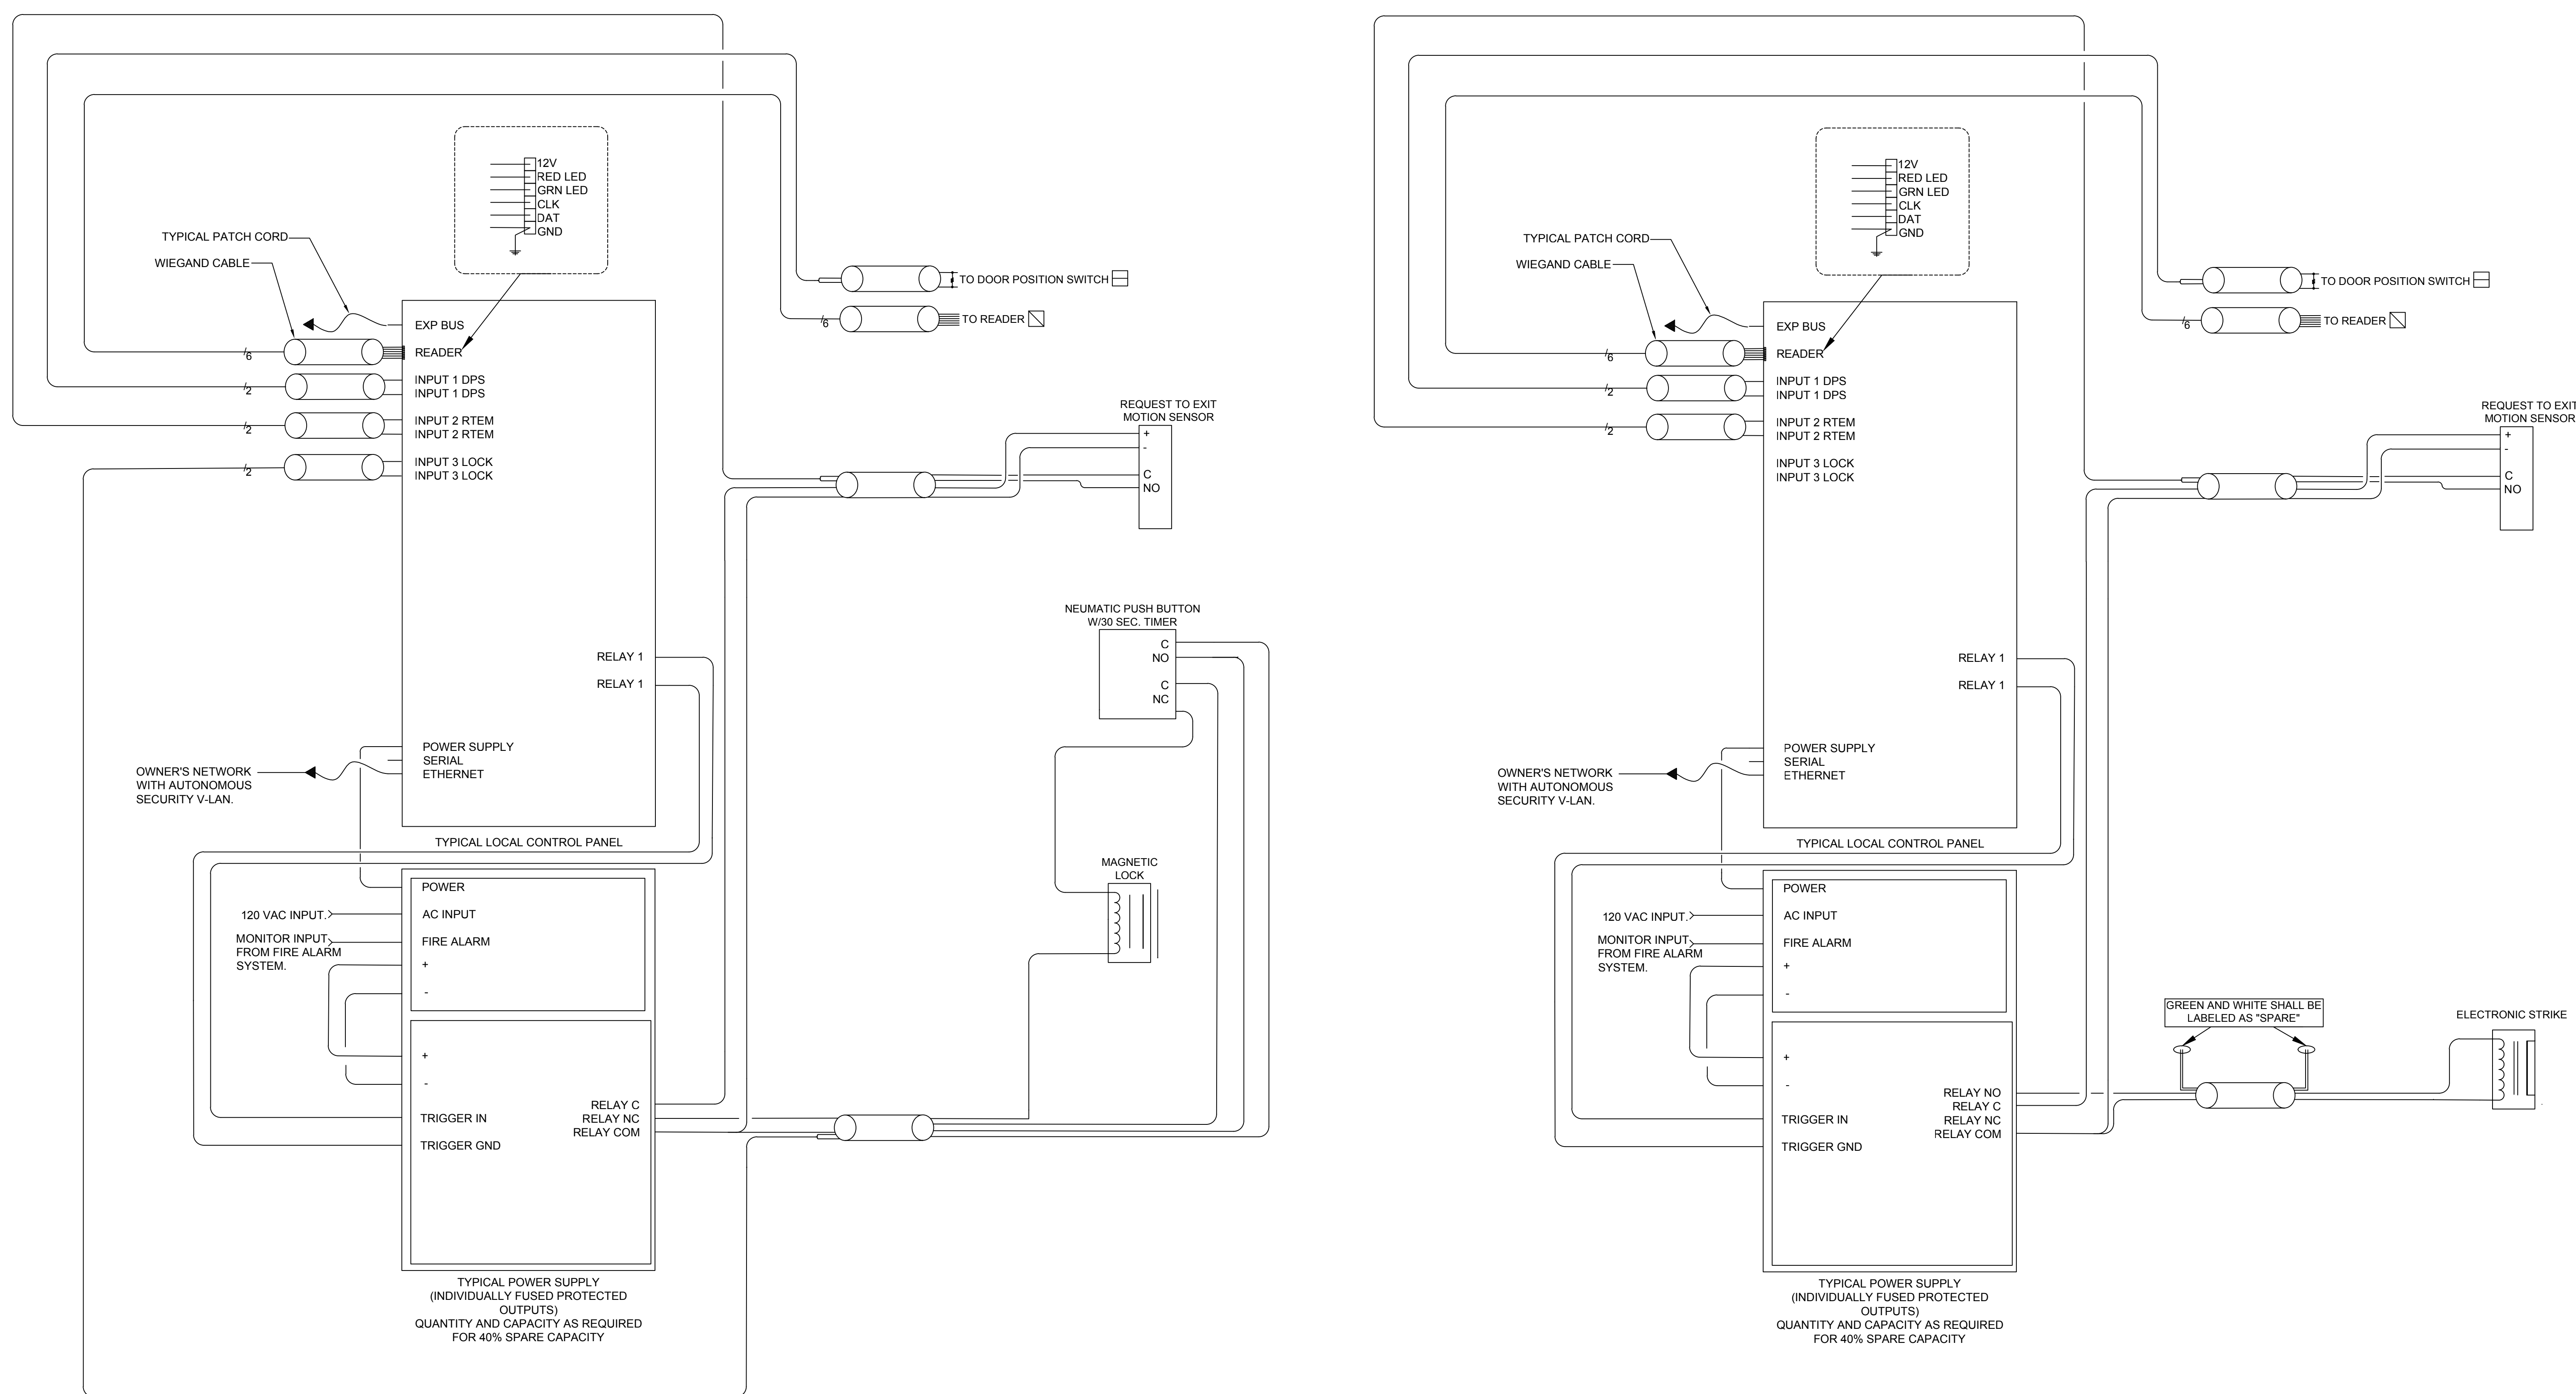 12V
RED LED
GRN LED
CLK
DAT
GND
TYPICAL PATCH CORD
WIEGAND CABLE
TO DOOR POSITION SWITCH
TO READER
/6
EXP BUS
/6
READER
/2
INPUT 1 DPS
INPUT 1 DPS
/2
INPUT 2 RTEM
INPUT 2 RTEM
/2
INPUT 3 LOCK
INPUT 3 LOCK
REQUEST TO EXIT
MOTION SENSOR
+
-
C
NO
NEUMATIC PUSH BUTTON
W/30 SEC. TIMER
C
NO
C
NC
RELAY 1
RELAY 1
POWER SUPPLY
SERIAL
ETHERNET
OWNER'S NETWORK
WITH AUTONOMOUS
SECURITY V-LAN.
TYPICAL LOCAL CONTROL PANEL
MAGNETIC
LOCK
POWER
120 VAC INPUT.
AC INPUT
MONITOR INPUT
FROM FIRE ALARM
SYSTEM.
FIRE ALARM
+
-
+
-
TRIGGER IN
TRIGGER GND
RELAY C
RELAY NC
RELAY COM
TYPICAL POWER SUPPLY
(INDIVIDUALLY FUSED PROTECTED
OUTPUTS)
QUANTITY AND CAPACITY AS REQUIRED
FOR 40% SPARE CAPACITY
12V
RED LED
GRN LED
CLK
DAT
GND
TYPICAL PATCH CORD
WIEGAND CABLE
TO DOOR POSITION SWITCH
TO READER
/6
EXP BUS
/6
READER
/2
INPUT 1 DPS
INPUT 1 DPS
/2
INPUT 2 RTEM
INPUT 2 RTEM
INPUT 3 LOCK
INPUT 3 LOCK
REQUEST TO EXIT
MOTION SENSOR
+
-
C
NO
RELAY 1
RELAY 1
POWER SUPPLY
SERIAL
ETHERNET
OWNER'S NETWORK
WITH AUTONOMOUS
SECURITY V-LAN.
TYPICAL LOCAL CONTROL PANEL
POWER
120 VAC INPUT.
AC INPUT
MONITOR INPUT
FROM FIRE ALARM
SYSTEM.
FIRE ALARM
+
-
+
-
TRIGGER IN
TRIGGER GND
RELAY NO
RELAY C
RELAY NC
RELAY COM
GREEN AND WHITE SHALL BE
LABELED AS "SPARE"
ELECTRONIC STRIKE
TYPICAL POWER SUPPLY
(INDIVIDUALLY FUSED PROTECTED
OUTPUTS)
QUANTITY AND CAPACITY AS REQUIRED
FOR 40% SPARE CAPACITY